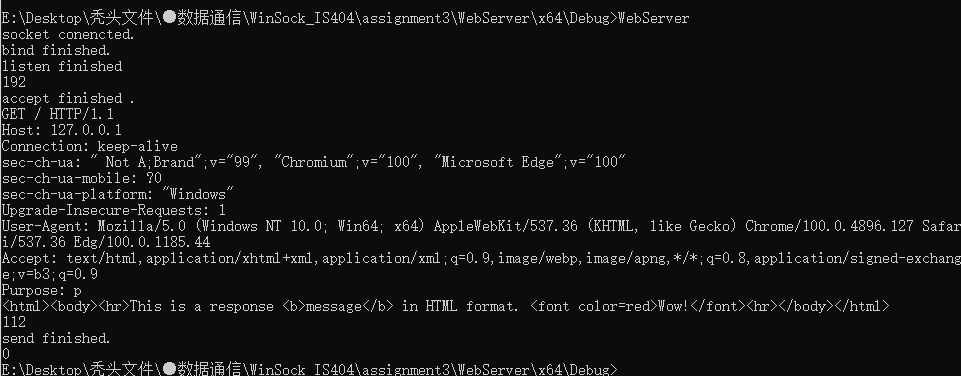 E:\Desktop\秃头文件\●数据通信\WinSock_IS404\assignment3\WebServer\x64\Debug>WebServer
socket conencted.
bind finished.
listen finished
192
accept finished .
GET / HTTP/1.1
Host: 127.0.0.1
Connection: keep-alive
sec-ch-ua: " Not A;Brand";v="99", "Chromium";v="100", "Microsoft Edge";v="100"
sec-ch-ua-mobile: ?0
sec-ch-ua-platform: "Windows"
Upgrade-Insecure-Requests: 1
User-Agent: Mozilla/5.0 (Windows NT 10.0; Win64; x64) AppleWebKit/537.36 (KHTML, like Gecko) Chrome/100.0.4896.127 Safar
i/537.36 Edg/100.0.1185.44
Accept: text/html,application/xhtml+xml,application/xml;q=0.9,image/webp,image/apng,*/*;q=0.8,application/signed-exchang
e;v=b3;q=0.9
Purpose: p
<html><body><hr>This is a response <b>message</b> in HTML format. <font color=red>Wow!</font><hr></body></html>
112
send finished.
0
E:\Desktop\秃头文件\●数据通信\WinSock_IS404\assignment3\WebServer\x64\Debug>